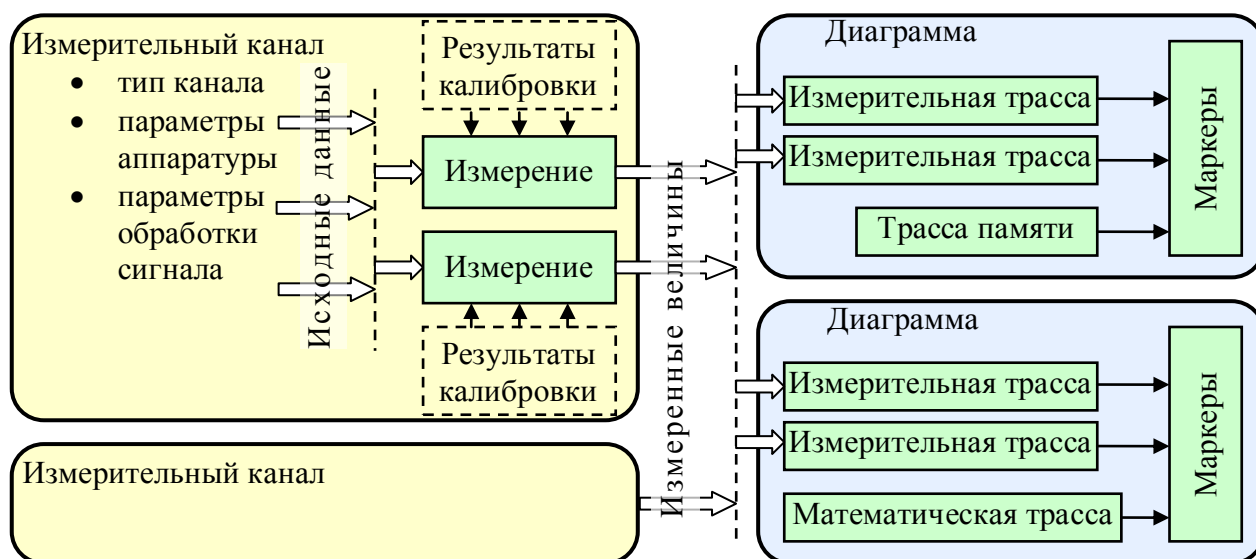 Измерительный канал
• тип канала
• параметры
аппаратуры
• параметры
обработки
сигнала
Исходные данные
Результаты
калибровки
Измерение
Измерение
Результаты
калибровки
Измерительный канал
Измеренные величины
Диаграмма
Измерительная трасса
Измерительная трасса
Трасса памяти
Маркеры
Диаграмма
Измерительная трасса
Измерительная трасса
Математическая трасса
Маркеры